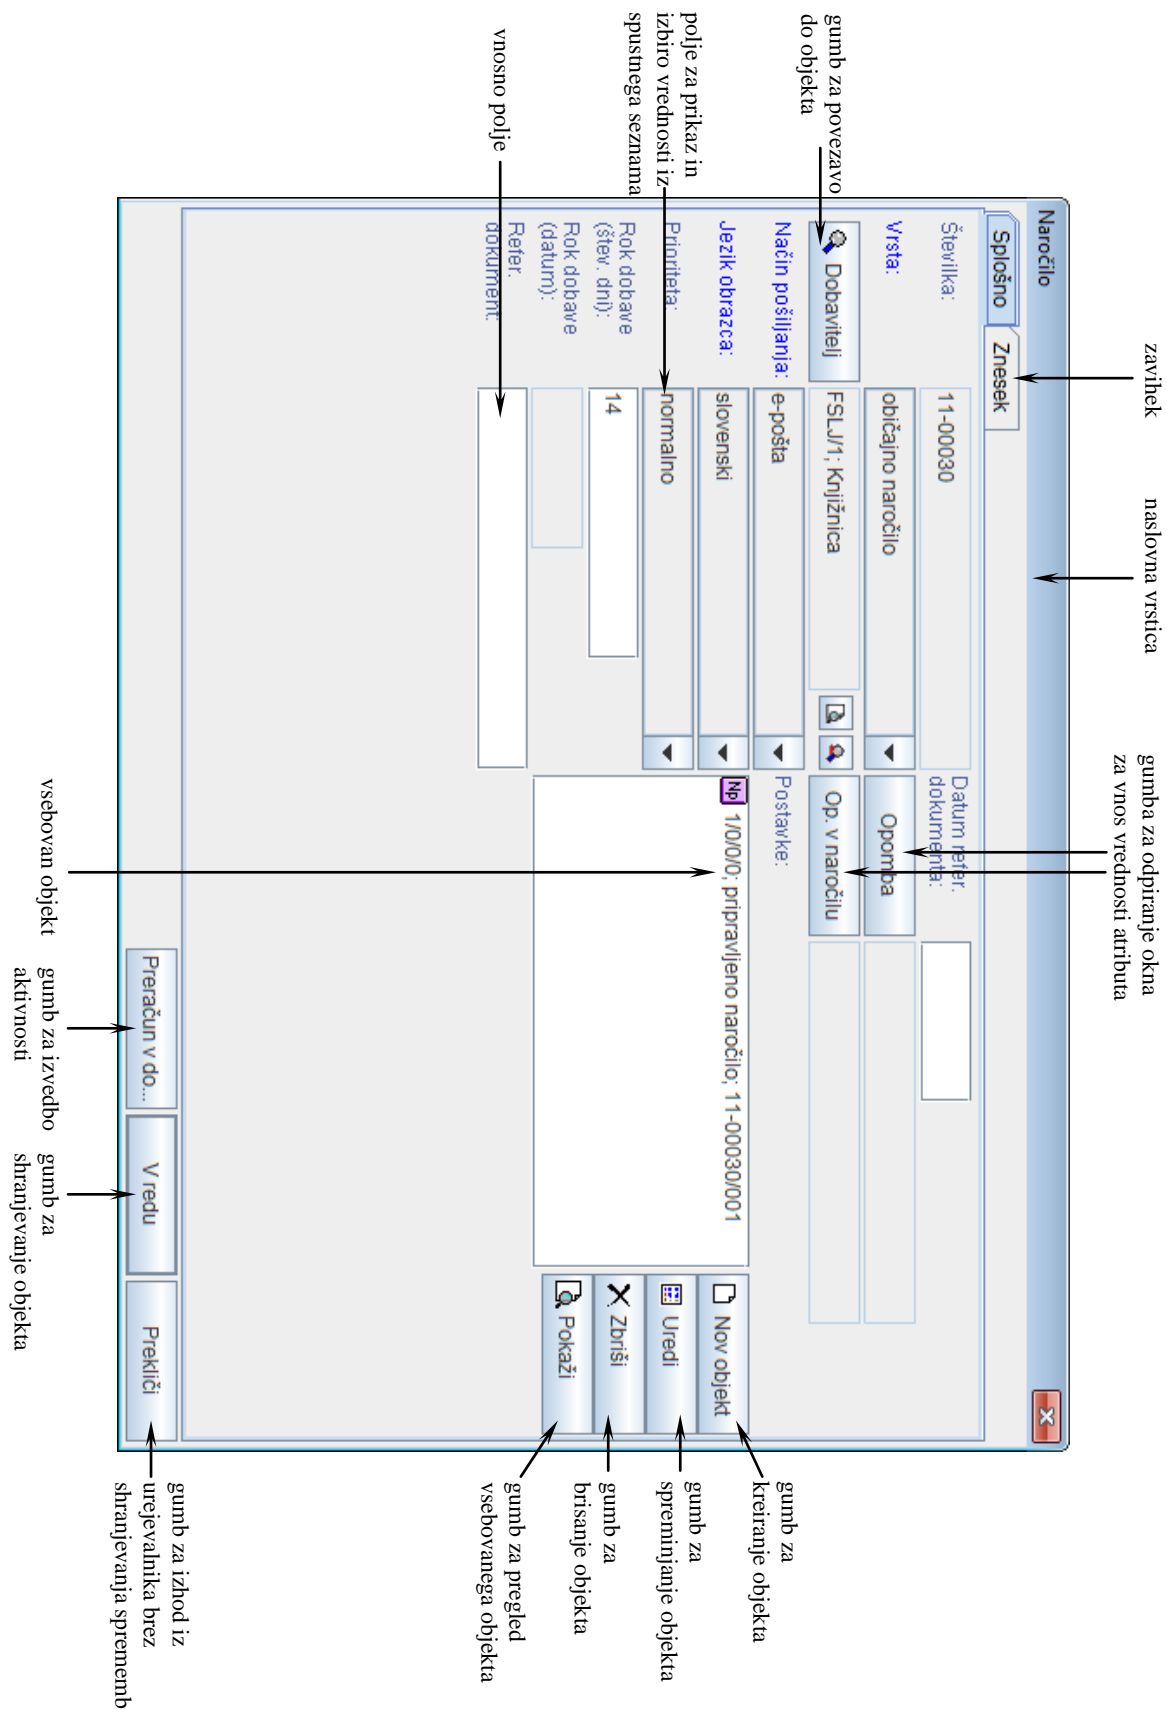 zavihek
naslovna vrstica
gumba za odpiranje okna
za vnos vrednosti atributa
gumb za povezavo
do objekta
polje za prikaz in
izbiro vrednosti iz
spustnega seznama
vnosno polje
Naročilo
Splošno
Znesek
Številka:
11-00030
Datum refer.
dokumenta:
Vrsta:
običajno naročilo
Opomba
Dobavitelj
FSLJ/1; Knjižnica
Op. v naročilu
Način pošiljanja:
e-pošta
Postavke:
Jezik obrazca:
slovenski
Np
1/0/0/0; pripravljeno naročilo; 11-00030/001
Nov objekt
Prioriteta:
normalno
Uredi
Rok dobave
(štev. dni):
14
Zbriši
Rok dobave
(datum):
Pokaži
Refer.
dokument:
Preračun v do...
V redu
Prekliči
gumb za
kreiranje objekta
gumb za
spreminjanje objekta
gumb za
brisanje objekta
gumb za pregled
vsebovanega objekta
vsebovan objekt
gumb za izvedbo
aktivnosti
gumb za
shranjevanje objekta
gumb za izhod iz
urejevalnika brez
shranjevanja sprememb